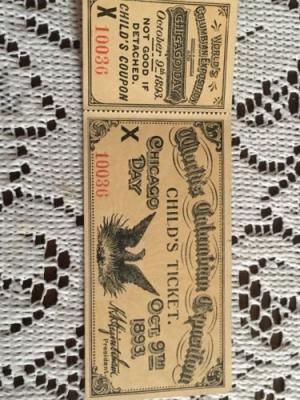 WORLD'S
COLUMBIAN EXPOSITION
CHICAGO DAY
October 9th 1893.
NOT GOOD IF
DETACHED.
CHILD'S COUPON
X 10036
World's Columbian Exposition
CHILD'S TICKET.
CHICAGO
DAY
OCT. 9TH
1893.
President.
X 10036